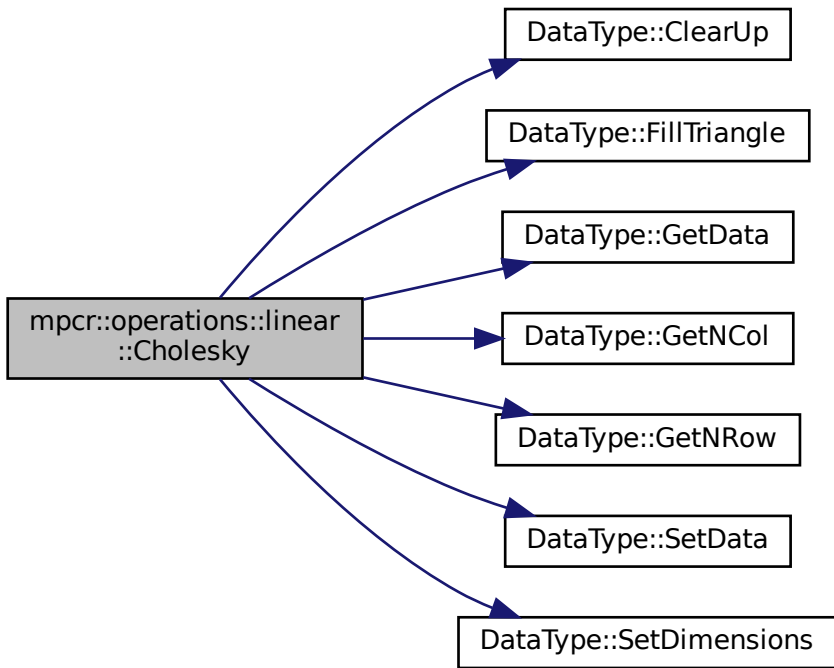 mpcr::operations::linear
::Cholesky
DataType::ClearUp
DataType::FillTriangle
DataType::GetData
DataType::GetNCol
DataType::GetNRow
DataType::SetData
DataType::SetDimensions